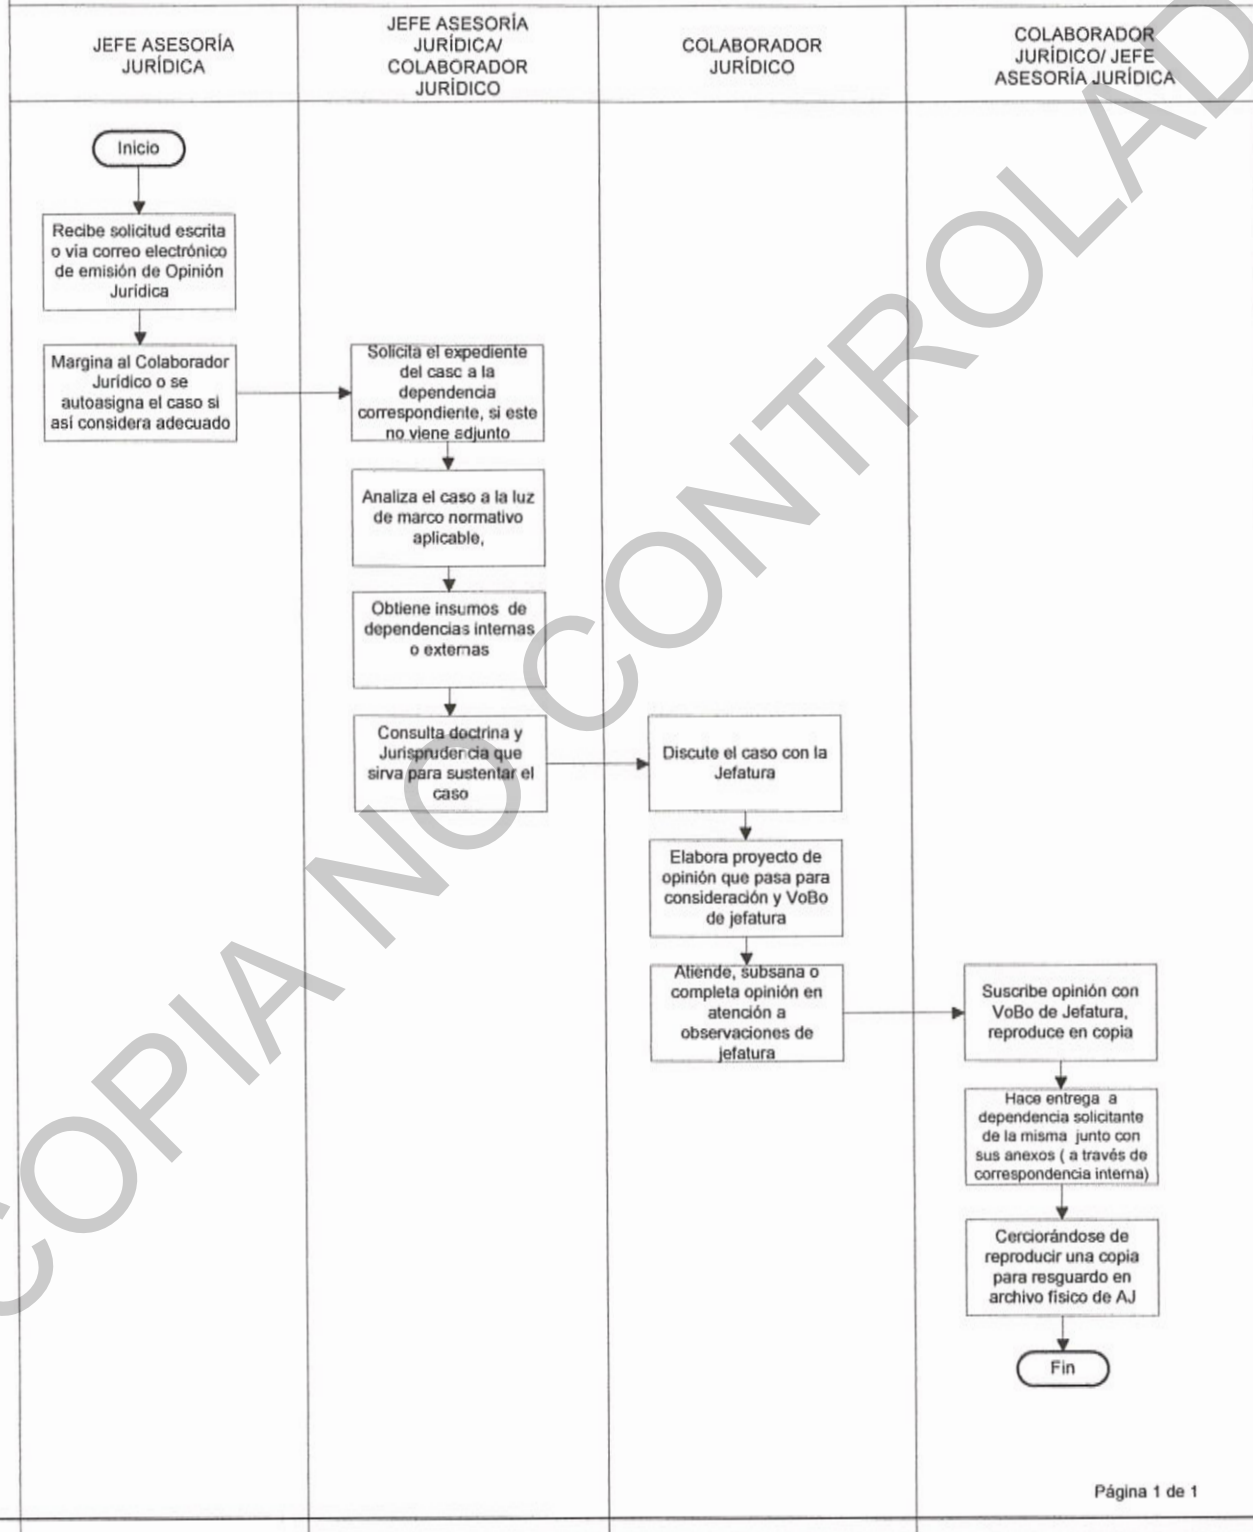 JEFE ASESORÍA
JURÍDICA
JEFE ASESORÍA
JURÍDICA/
COLABORADOR
JURÍDICO
COLABORADOR
JURÍDICO
COLABORADOR
JURÍDICO/ JEFE
ASESORÍA JURÍDICA
Inicio
Recibe solicitud escrita
o vía correo electrónico
de emisión de Opinión
Jurídica
Margina al Colaborador
Jurídico o se
autoasigna el caso si
así considera adecuado
Solicita el expediente
del caso a la
dependencia
correspondiente, si este
no viene adjunto
Analiza el caso a la luz
de marco normativo
aplicable,
Obtiene insumos de
dependencias internas
o externas
Consulta doctrina y
Jurisprudencia que
sirva para sustentar el
caso
Discute el caso con la
Jefatura
Elabora proyecto de
opinión que pasa para
consideración y VoBo
de jefatura
Atiende, subsana o
completa opinión en
atención a
observaciones de
jefatura
Suscribe opinión con
VoBo de Jefatura,
reproduce en copia
Hace entrega a
dependencia solicitante
de la misma junto con
sus anexos ( a través de
correspondencia interna)
Cerciorándose de
reproducir una copia
para resguardo en
archivo físico de AJ
Fin
Página 1 de 1
COPIA NO CONTROLAD